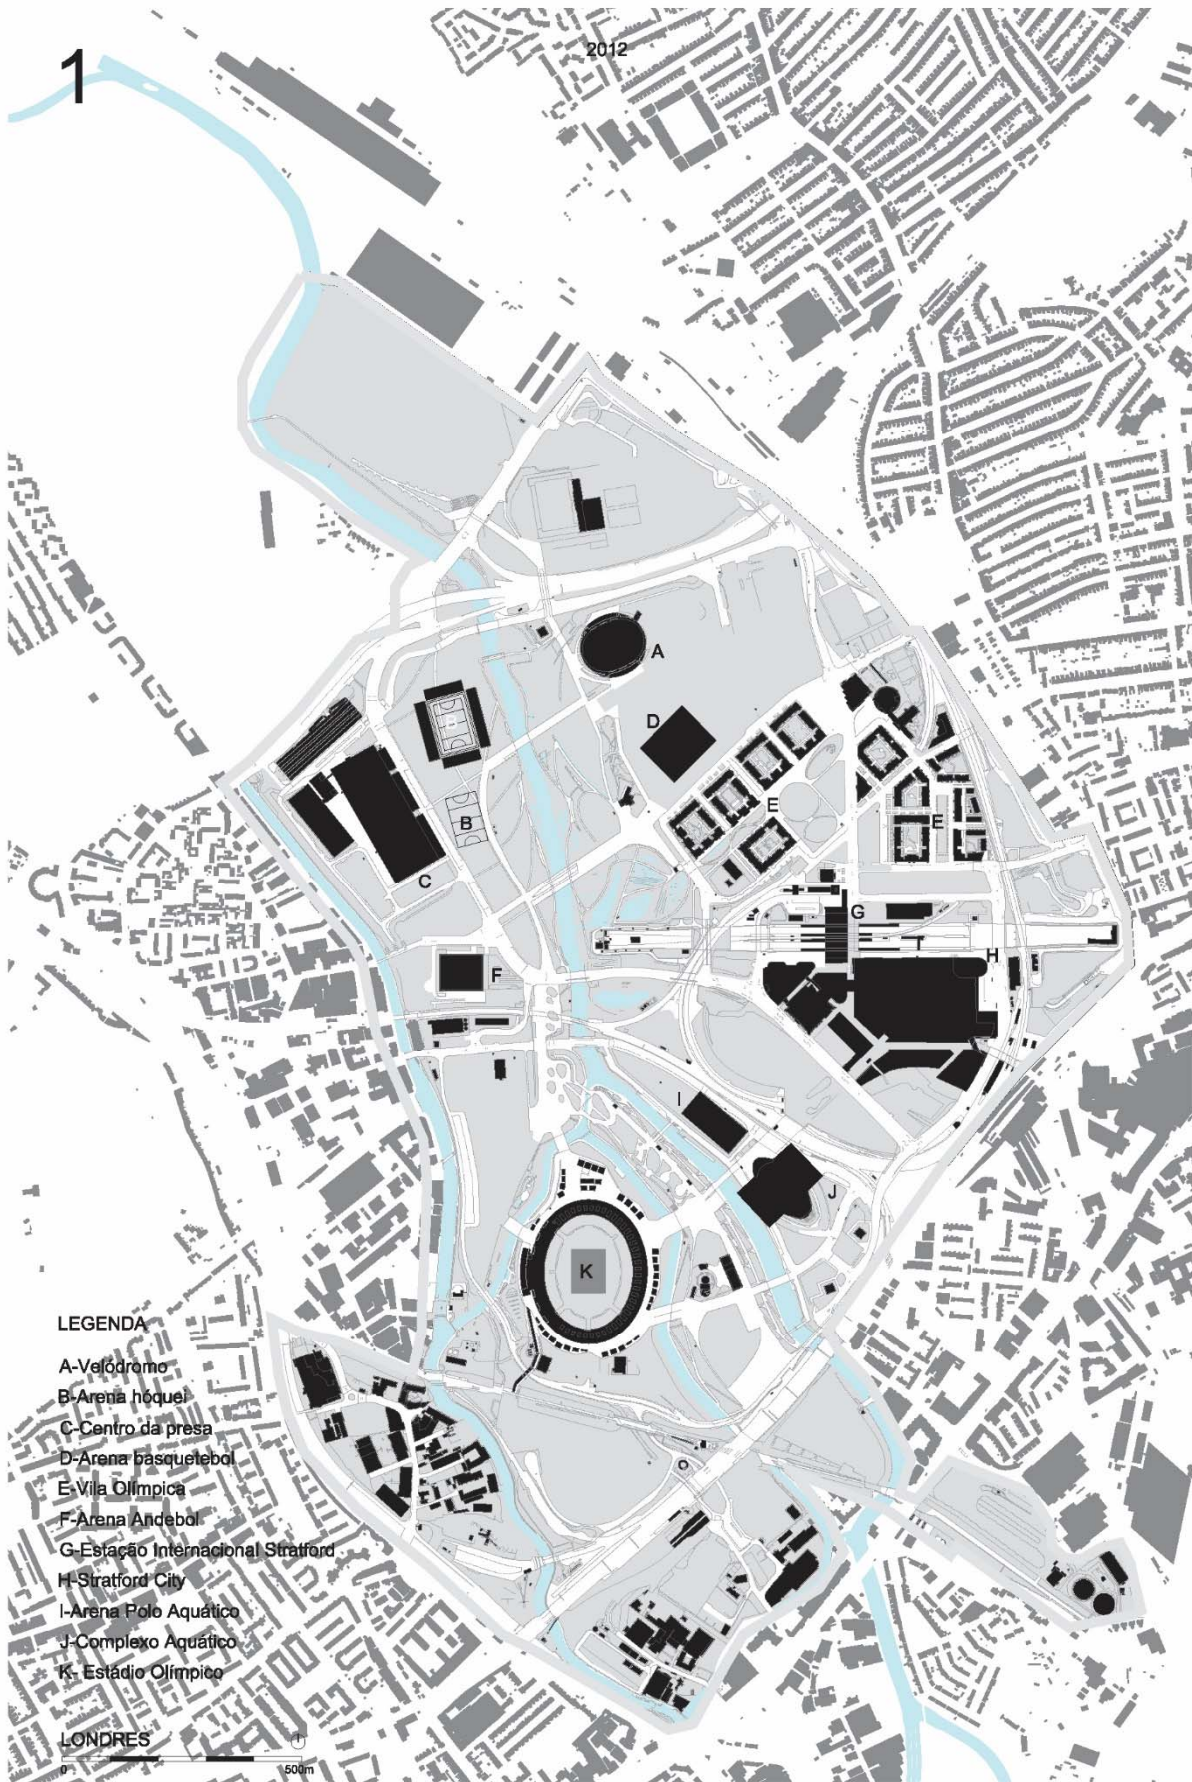 1
2012
A
B
D
B
C
E
E
G
H
F
I
J
K
LEGENDA
A-Velódromo
B-Arena hóquei
C-Centro da presa
D-Arena basquetebol
E-Vila Olímpica
F-Arena Andebol
G-Estação Internacional Stratford
H-Stratford City
I-Arena Polo Aquático
J-Complexo Aquático
K- Estádio Olímpico
LONDRES
0 500m